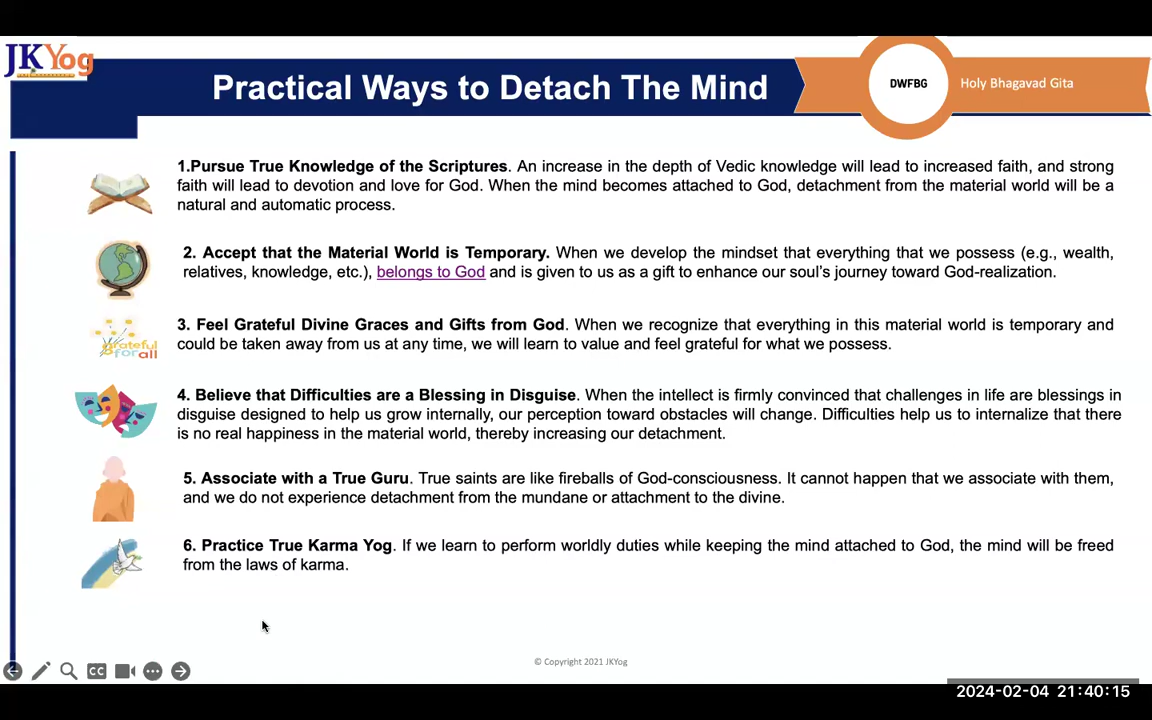 JKYog
Practical Ways to Detach The Mind
DWFBG
Holy Bhagavad Gita
1.Pursue True Knowledge of the Scriptures. An increase in the depth of Vedic knowledge will lead to increased faith, and strong
faith will lead to devotion and love for God. When the mind becomes attached to God, detachment from the material world will be a
natural and automatic process.
2. Accept that the Material World is Temporary. When we develop the mindset that everything that we possess (e.g., wealth,
relatives, knowledge, etc.), belongs to God and is given to us as a gift to enhance our soul's journey toward God-realization.
grateful
for all
3. Feel Grateful Divine Graces and Gifts from God. When we recognize that everything in this material world is temporary and
could be taken away from us at any time, we will learn to value and feel grateful for what we possess.
4. Believe that Difficulties are a Blessing in Disguise. When the intellect is firmly convinced that challenges in life are blessings in
disguise designed to help us grow internally, our perception toward obstacles will change. Difficulties help us to internalize that there
is no real happiness in the material world, thereby increasing our detachment.
5. Associate with a True Guru. True saints are like fireballs of God-consciousness. It cannot happen that we associate with them,
and we do not experience detachment from the mundane or attachment to the divine.
6. Practice True Karma Yog. If we learn to perform worldly duties while keeping the mind attached to God, the mind will be freed
from the laws of karma.
CC
© Copyright 2021 JKYog
2024-02-04 21:40:15